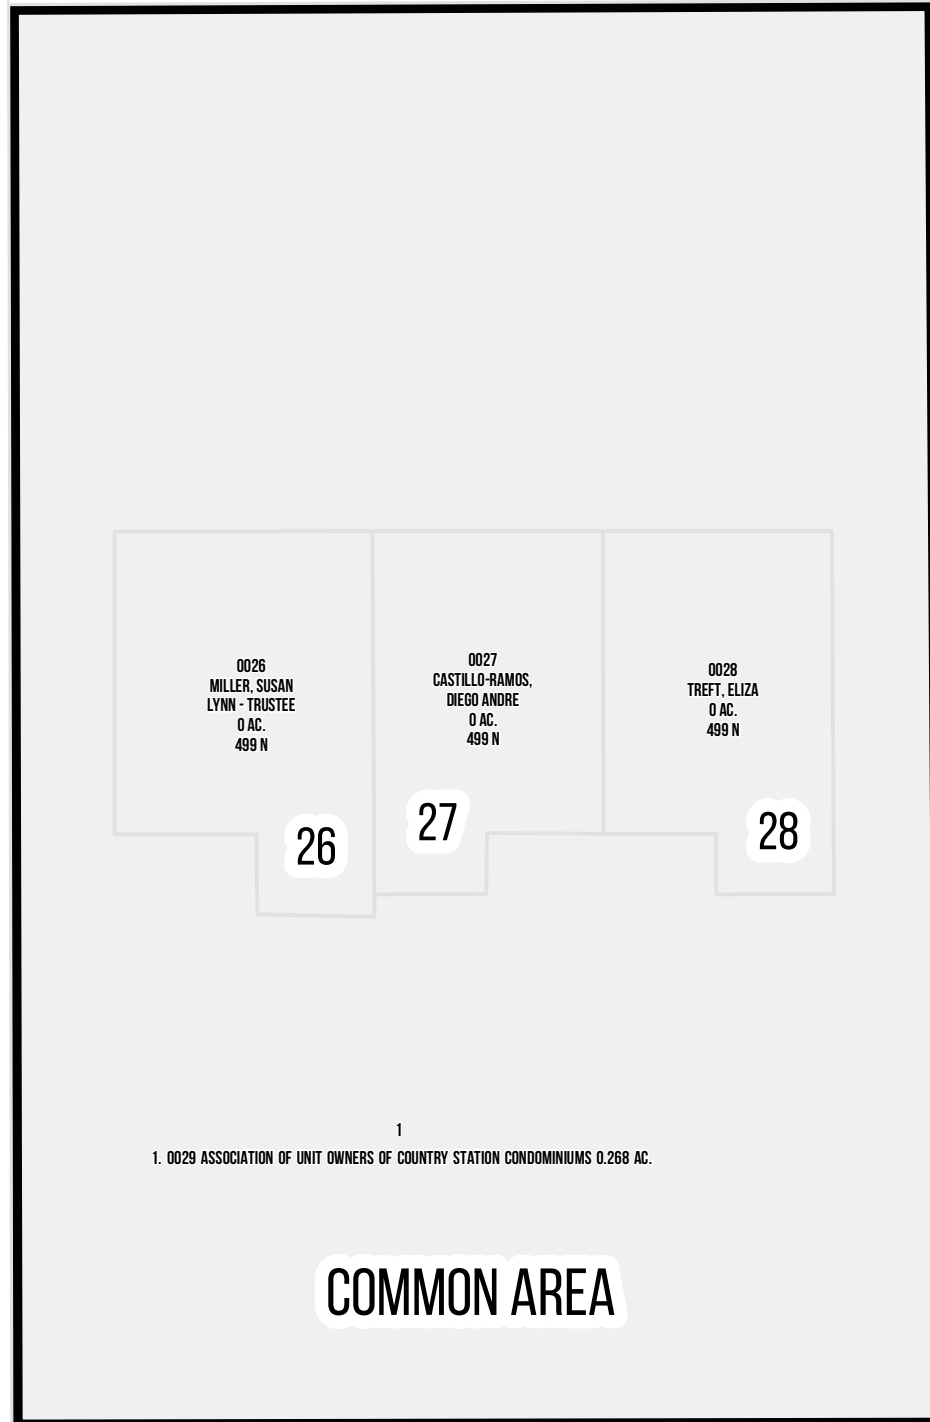 0026
MILLER, SUSAN
LYNN - TRUSTEE
0 AC.
499 N
26
0027
CASTILLO-RAMOS,
DIEGO ANDRE
0 AC.
499 N
27
0028
TREFT, ELIZA
0 AC.
499 N
28
1
1. 0029 ASSOCIATION OF UNIT OWNERS OF COUNTRY STATION CONDOMINIUMS 0.268 AC.
COMMON AREA